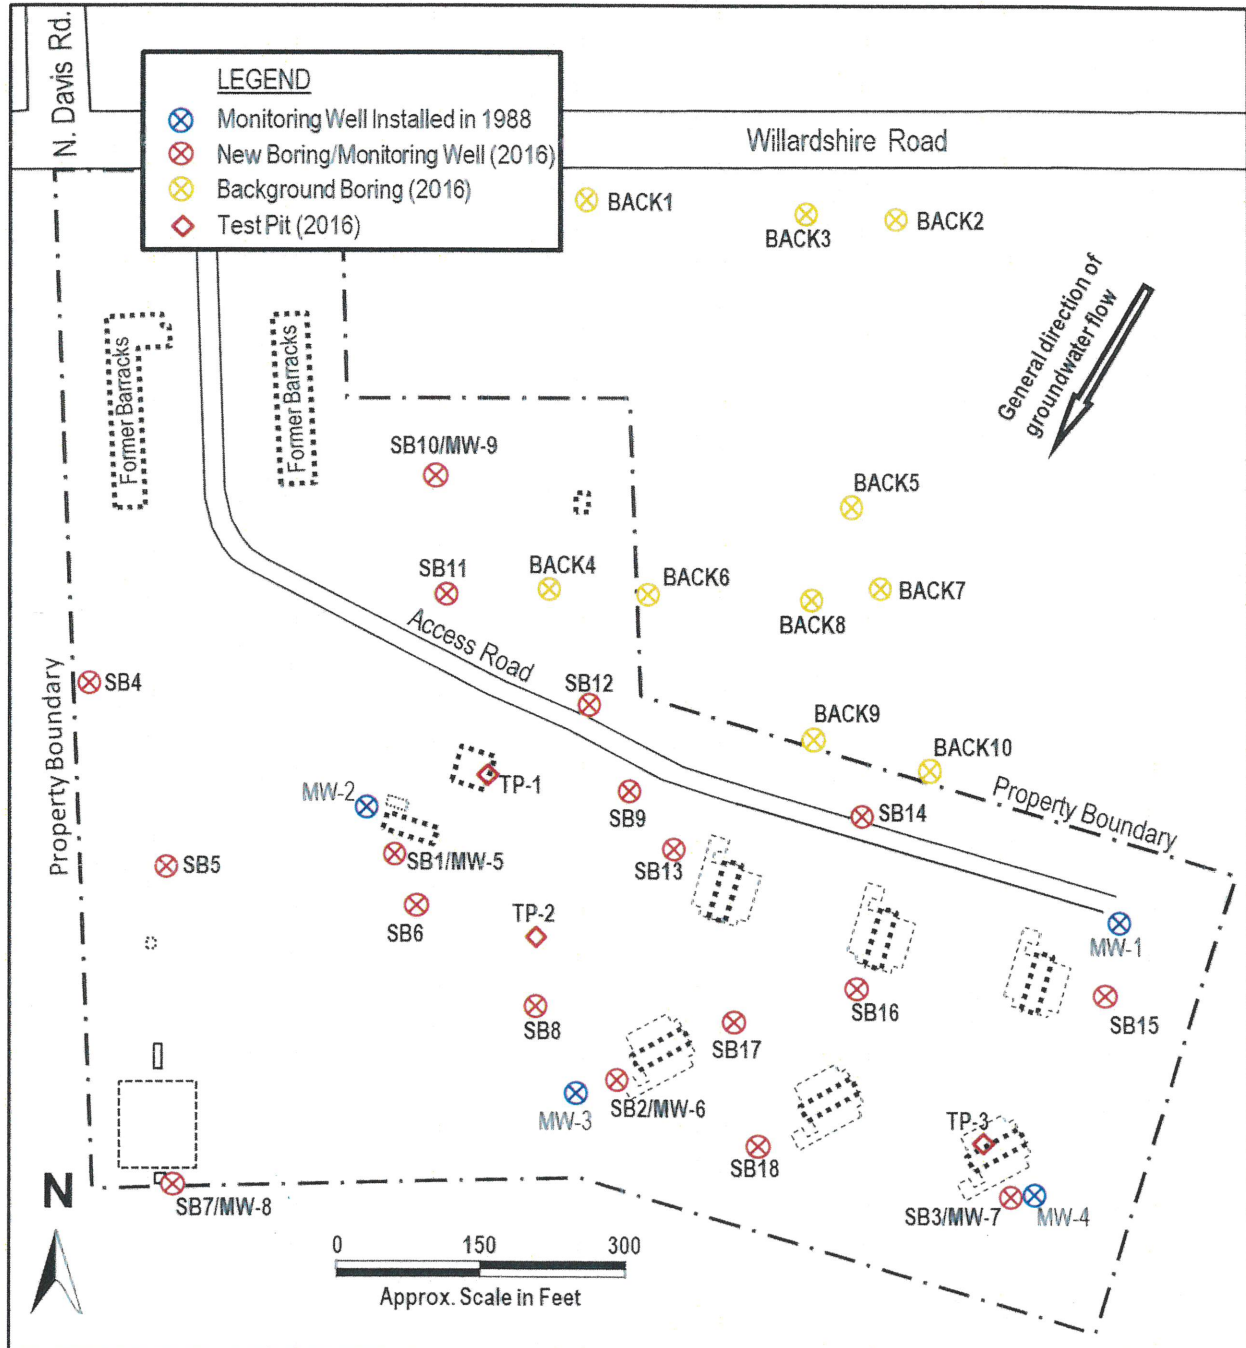 N. Davis Rd.
LEGEND
Monitoring Well Installed in 1988
New Boring/Monitoring Well (2016)
Background Boring (2016)
Test Pit (2016)
Willardshire Road
BACK1
BACK3
BACK2
General direction of
groundwater flow
Former Barracks
Former Barracks
SB10/MW-9
BACK5
SB11
BACK4
BACK6
BACK7
BACK8
Access Road
Property Boundary
SB4
SB12
BACK9
BACK10
Property Boundary
TP-1
MW-2
SB9
SB14
SB1/MW-5
SB13
SB5
SB6
TP-2
MW-1
SB8
SB16
SB15
SB17
SB2/MW-6
MW-3
TP-3
SB18
SB7/MW-8
SB3/MW-7
MW-4
N
0 150 300
Approx. Scale in Feet